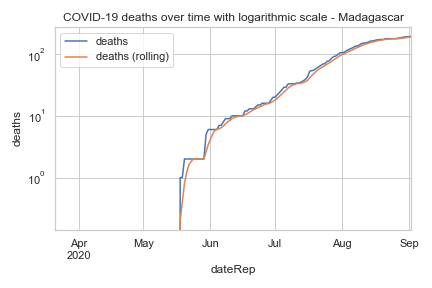 COVID-19 deaths over time with logarithmic scale - Madagascar
deaths
deaths (rolling)
10²
10¹
10⁰
deaths
Apr
2020
May
Jun
Jul
Aug
Sep
dateRep